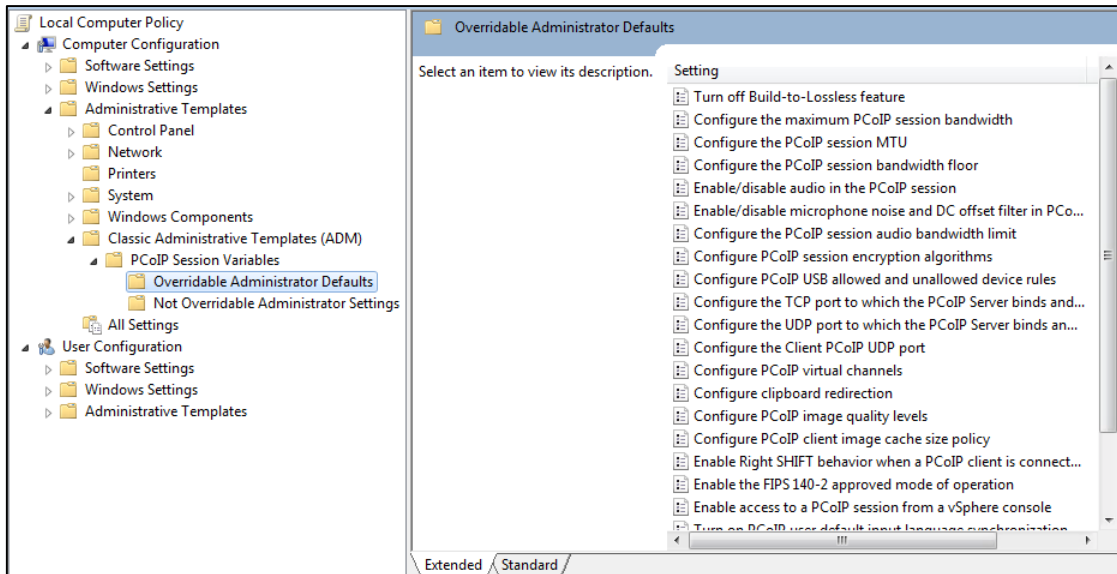 Local Computer Policy
Computer Configuration
Software Settings
Windows Settings
Administrative Templates
Control Panel
Network
Printers
System
Windows Components
Classic Administrative Templates (ADM)
PCoIP Session Variables
Overridable Administrator Defaults
Not Overridable Administrator Settings
All Settings
User Configuration
Software Settings
Windows Settings
Administrative Templates
Overridable Administrator Defaults
Select an item to view its description.
Setting
Turn off Build-to-Lossless feature
Configure the maximum PCoIP session bandwidth
Configure the PCoIP session MTU
Configure the PCoIP session bandwidth floor
Enable/disable audio in the PCoIP session
Enable/disable microphone noise and DC offset filter in PCo...
Configure the PCoIP session audio bandwidth limit
Configure PCoIP session encryption algorithms
Configure PCoIP USB allowed and unallowed device rules
Configure the TCP port to which the PCoIP Server binds and...
Configure the UDP port to which the PCoIP Server binds an...
Configure the Client PCoIP UDP port
Configure PCoIP virtual channels
Configure clipboard redirection
Configure PCoIP image quality levels
Configure PCoIP client image cache size policy
Enable Right SHIFT behavior when a PCoIP client is connect...
Enable the FIPS 140-2 approved mode of operation
Enable access to a PCoIP session from a vSphere console
Turn on PCoIP user default input language synchronization
Extended
Standard